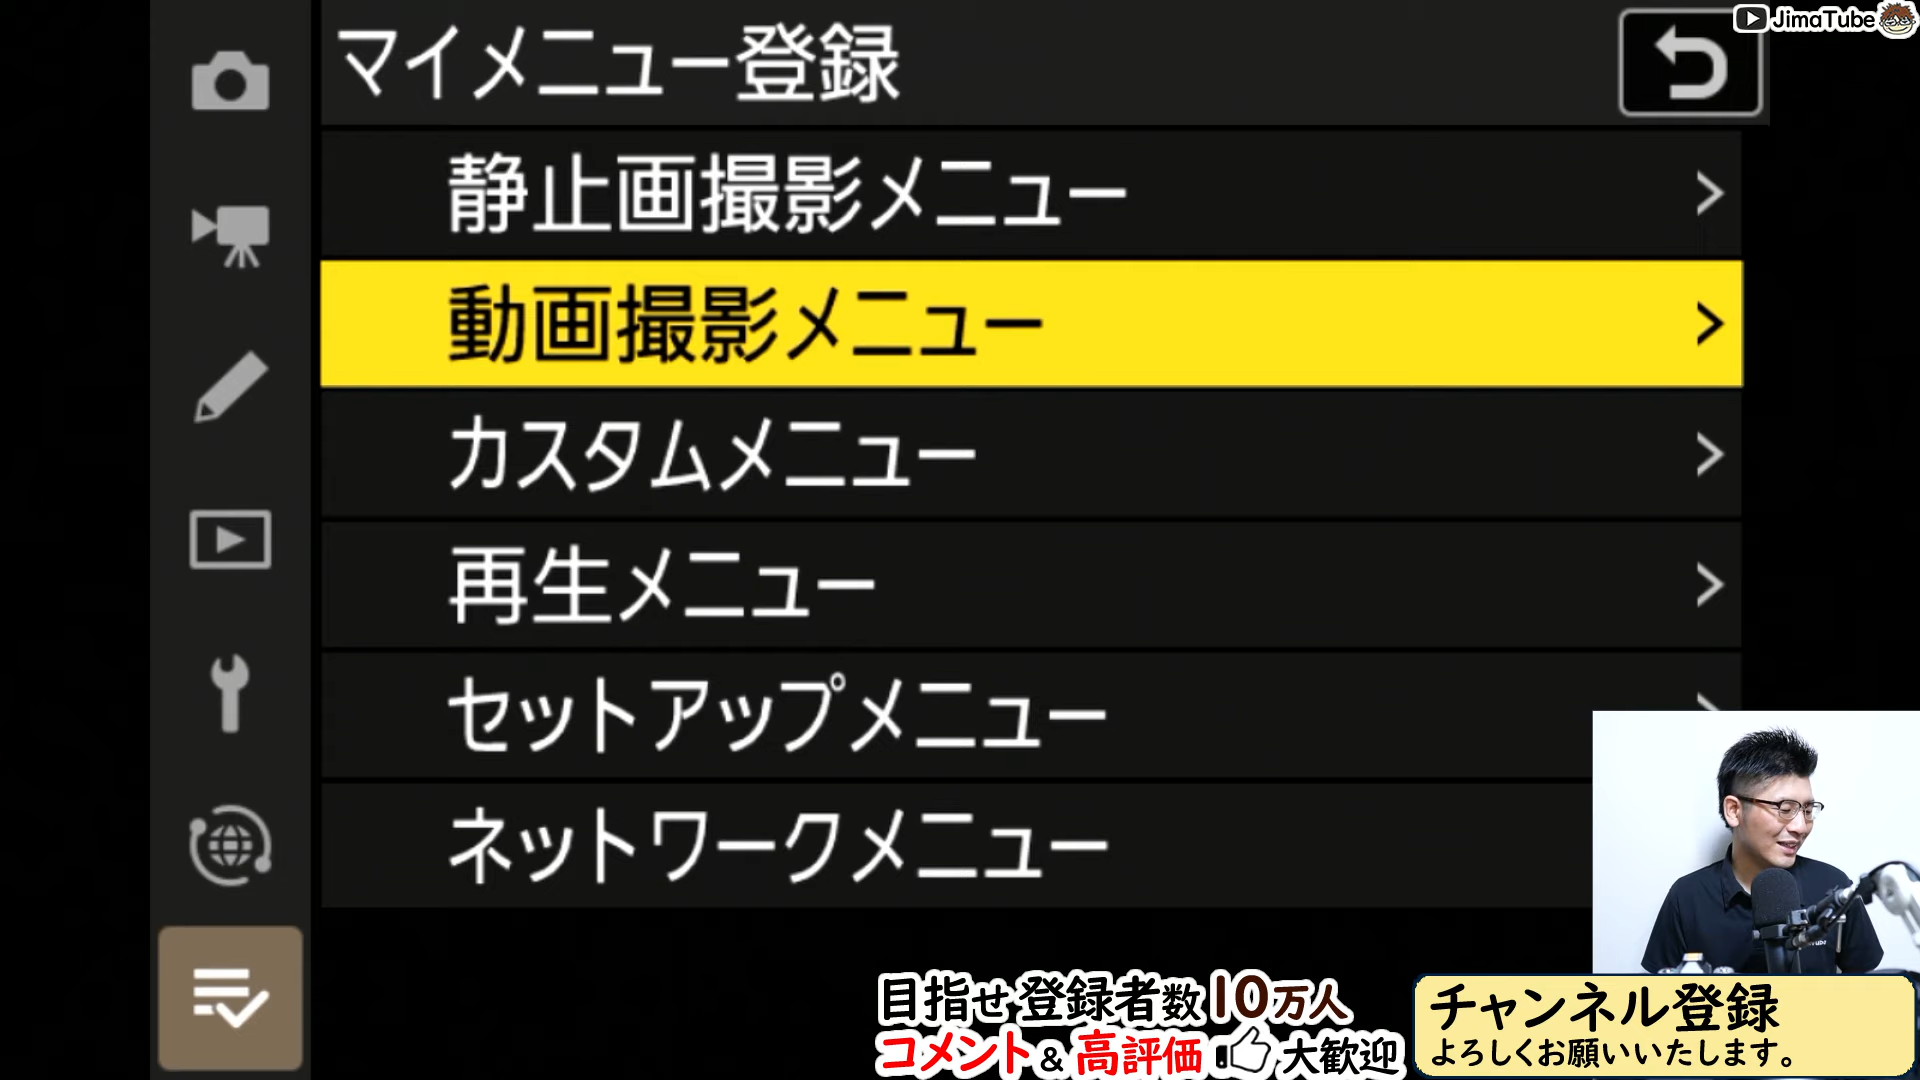 JimaTube
マイメニュー登録
静止画撮影メニュー
動画撮影メニュー
カスタムメニュー
再生メニュー
セットアップメニュー
ネットワークメニュー
目指せ登録者数10万人
コメント&高評価 大歓迎
チャンネル登録
よろしくお願いいたします。